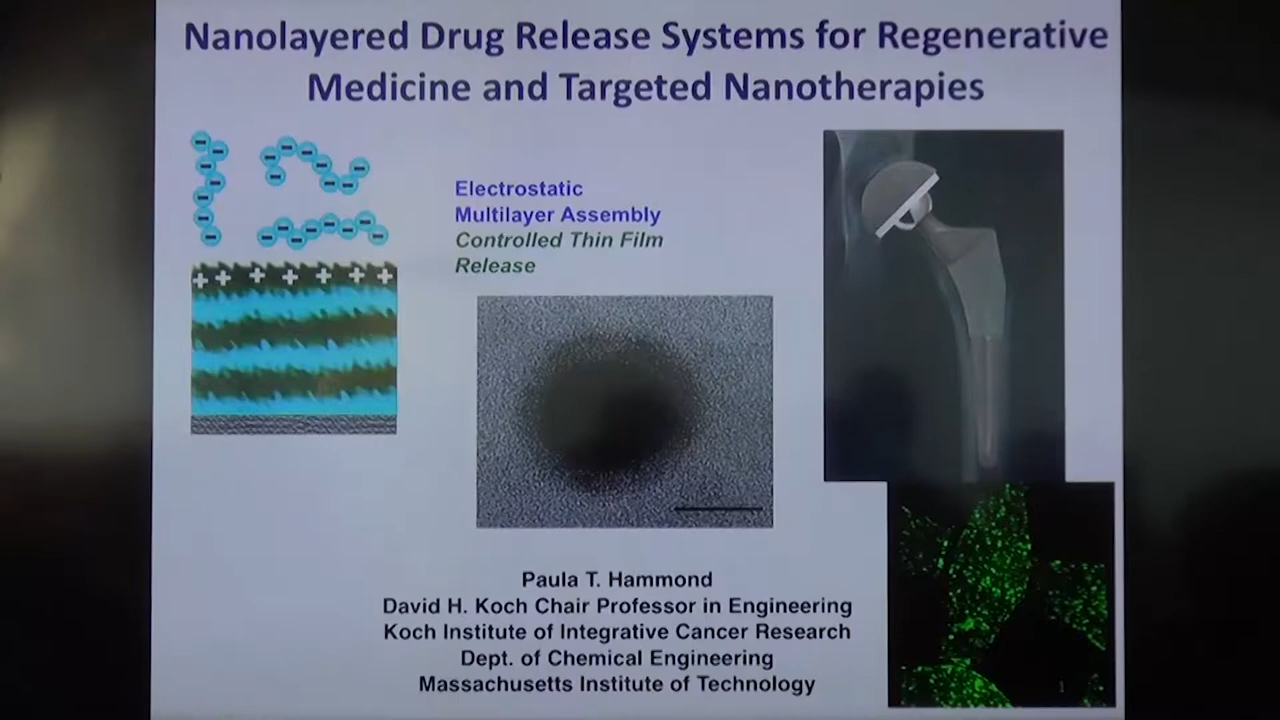 Nanolayered Drug Release Systems for Regenerative
Medicine and Targeted Nanotherapies
Electrostatic
Multilayer Assembly
Controlled Thin Film
Release
+ + + + + + +
Paula T. Hammond
David H. Koch Chair Professor in Engineering
Koch Institute of Integrative Cancer Research
Dept. of Chemical Engineering
Massachusetts Institute of Technology
1